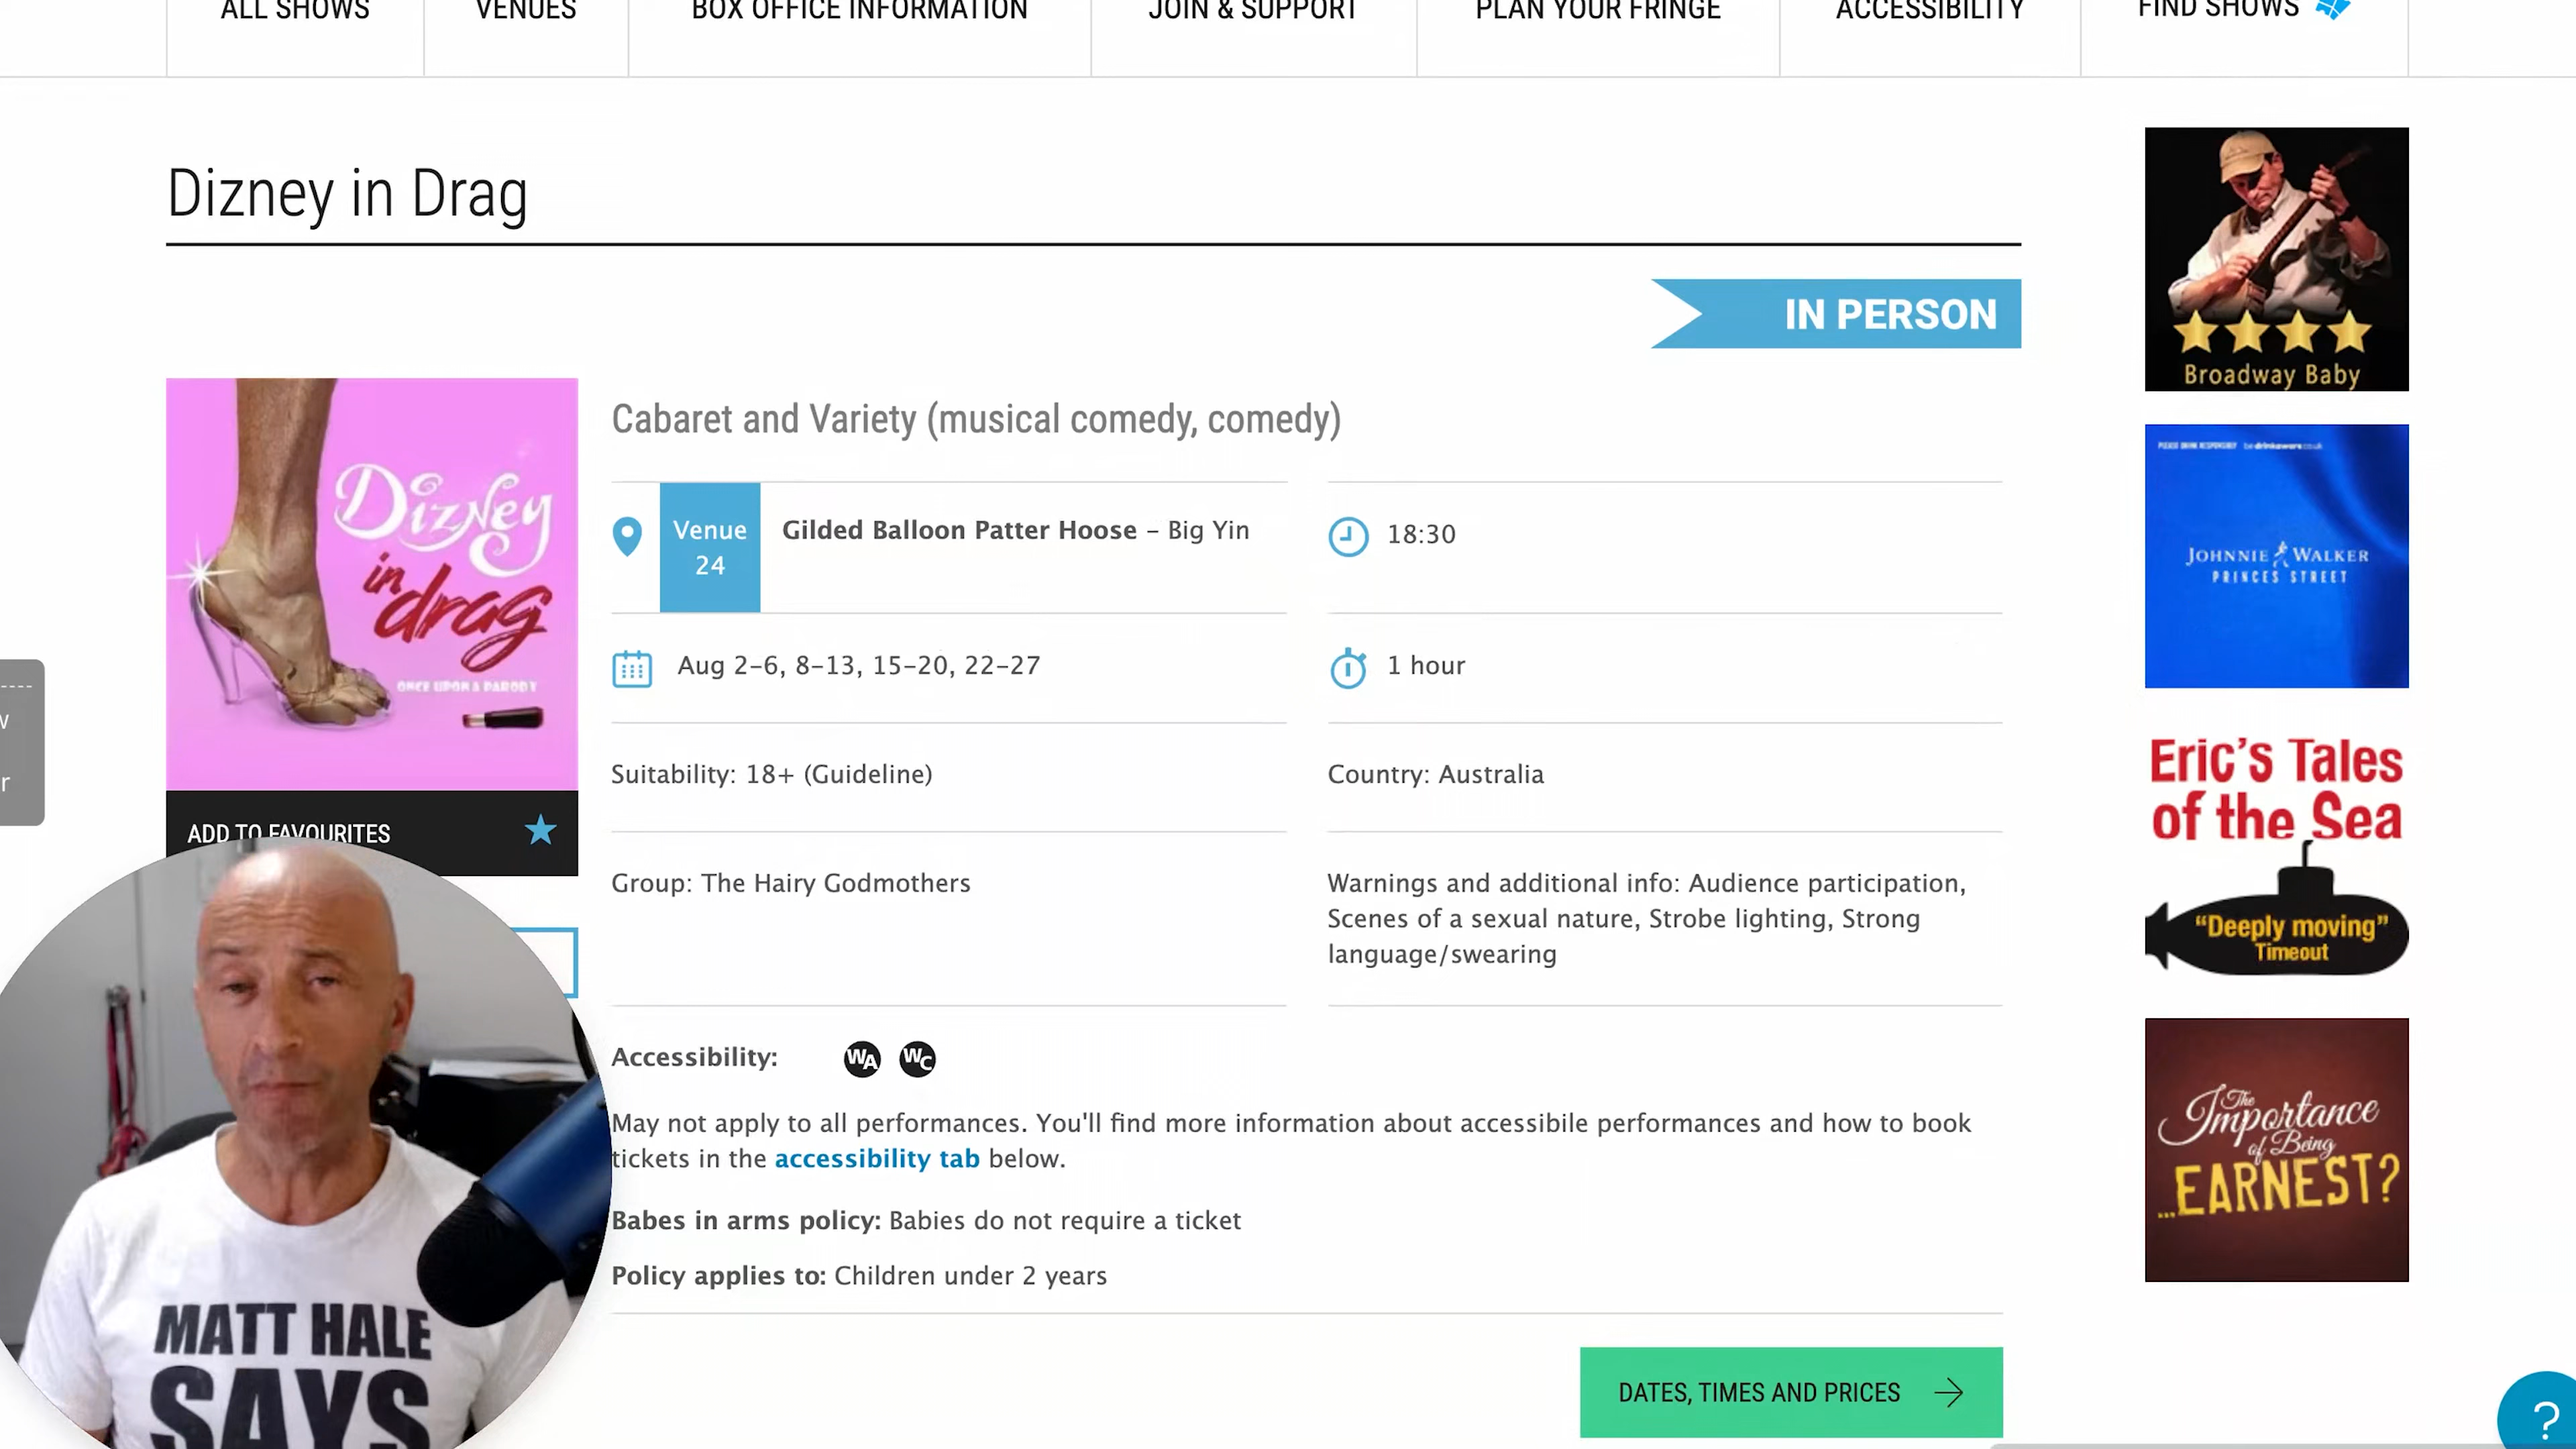 ALL SHOWS
VENUES
BOX OFFICE INFORMATION
JOIN & SUPPORT
PLAN YOUR FRINGE
ACCESSIBILITY
FIND SHOWS
Dizney in Drag
IN PERSON
Dizney
in drag
ONCE UPON A PARODY
ADD TO FAVOURITES
Cabaret and Variety (musical comedy, comedy)
Venue
24
Gilded Balloon Patter Hoose – Big Yin
18:30
Aug 2–6, 8–13, 15–20, 22–27
1 hour
Suitability: 18+ (Guideline)
Country: Australia
Group: The Hairy Godmothers
Warnings and additional info: Audience participation,
Scenes of a sexual nature, Strobe lighting, Strong
language/swearing
Accessibility:
WA WC
May not apply to all performances. You'll find more information about accessibile performances and how to book
tickets in the accessibility tab below.
Babes in arms policy: Babies do not require a ticket
Policy applies to: Children under 2 years
DATES, TIMES AND PRICES
MATT HALE
SAYS
Broadway Baby
PLEASE DRINK RESPONSIBLY be drinkaware.co.uk
JOHNNIE WALKER
PRINCES STREET
Eric's Tales
of the Sea
"Deeply moving"
Timeout
The
Importance
of Being
...EARNEST?
?